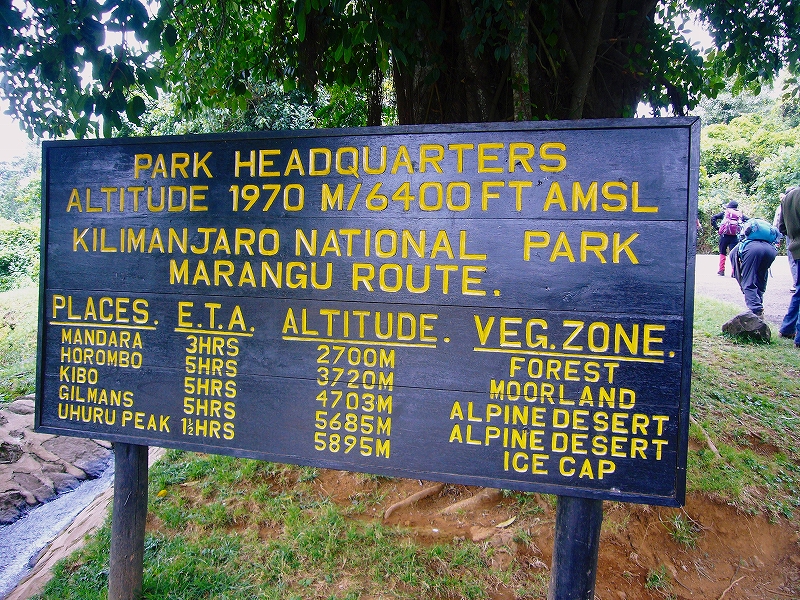 PARK HEADQUARTERS
ALTITUDE 1970 M/6400 FT AMSL
KILIMANJARO NATIONAL PARK
MARANGU ROUTE.
PLACES. E.T.A. ALTITUDE. VEG. ZONE.
MANDARA 3HRS 2700M FOREST
HOROMBO 5HRS 3720M MOORLAND
KIBO 5HRS 4703M ALPINE DESERT
GILMANS 5HRS 5685M ALPINE DESERT
UHURU PEAK 1½HRS 5895M ICE CAP